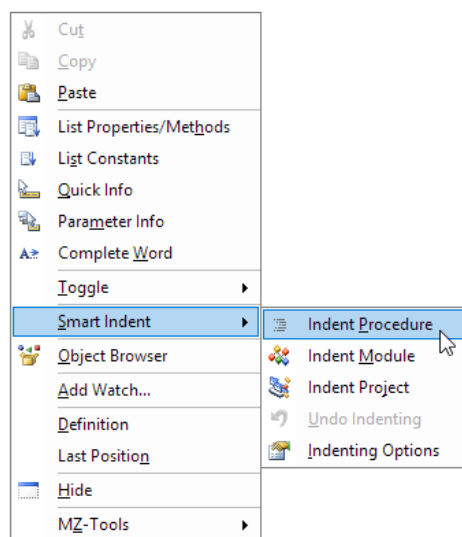 Cut
Copy
Paste
List Properties/Methods
List Constants
Quick Info
Parameter Info
Complete Word
Toggle
Smart Indent
Indent Procedure
Object Browser
Indent Module
Add Watch...
Indent Project
Definition
Undo Indenting
Last Position
Indenting Options
Hide
MZ-Tools